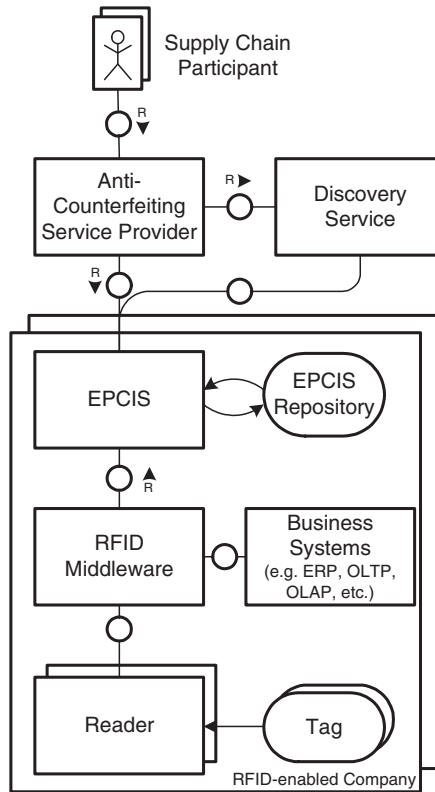 Supply Chain
Participant
R
Anti-
Counterfeiting
Service Provider
R
Discovery
Service
R
EPCIS
EPCIS
Repository
R
RFID
Middleware
Business
Systems
(e.g. ERP, OLTP,
OLAP, etc.)
Reader
Tag
RFID-enabled Company